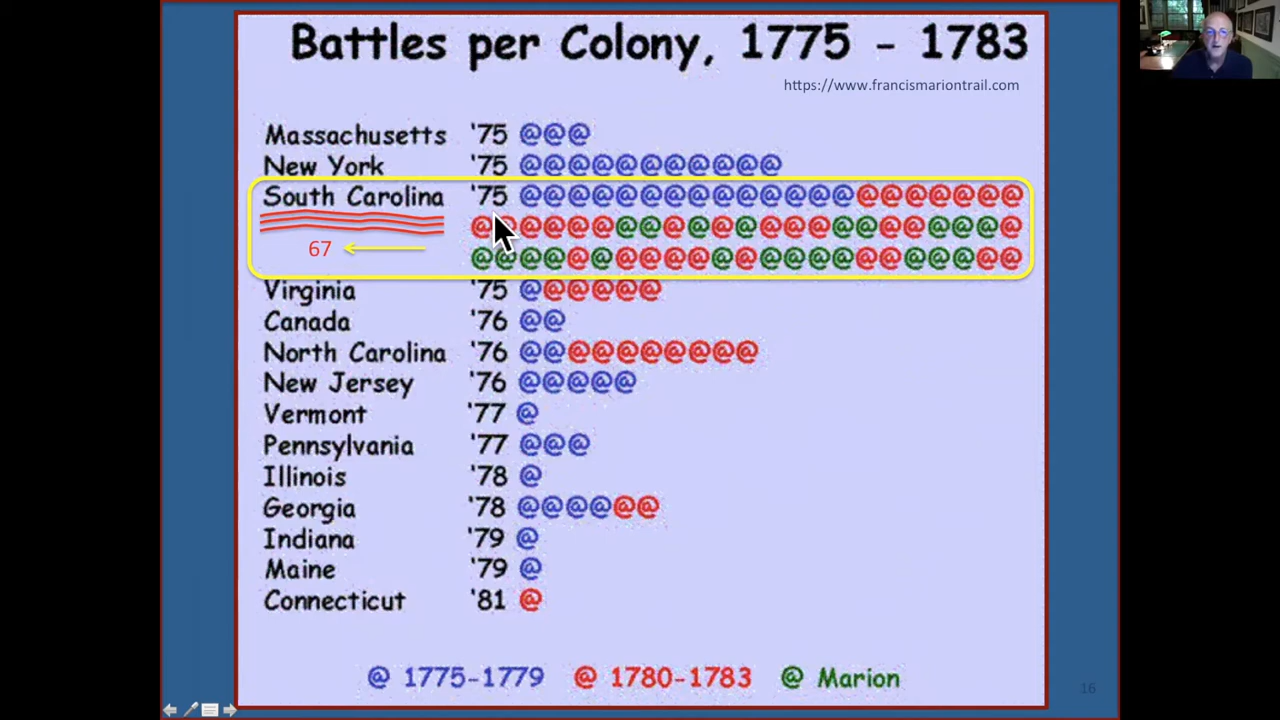 Battles per Colony, 1775 - 1783
https://www.francismariontrail.com
Massachusetts '75 @@@
New York '75 @@@@@@@@@@@
South Carolina '75 @@@@@@@@@@@@@@@@@@@@@
@@@@@@@@@@@@@@@@@@@@@@@
67 @@@@@@@@@@@@@@@@@@@@@@@
Virginia '75 @@@@@@
Canada '76 @@
North Carolina '76 @@@@@@@@@@
New Jersey '76 @@@@@
Vermont '77 @
Pennsylvania '77 @@@
Illinois '78 @
Georgia '78 @@@@@@
Indiana '79 @
Maine '79 @
Connecticut '81 @
@ 1775-1779 @ 1780-1783 @ Marion
16